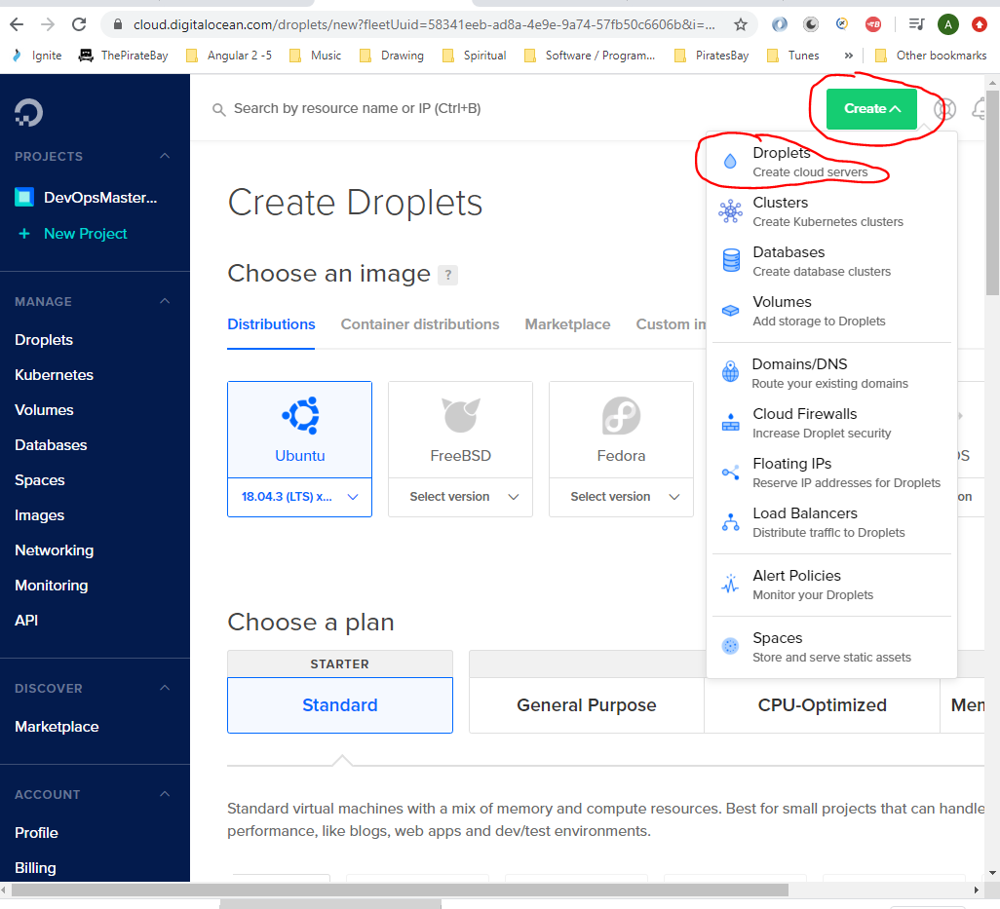 cloud.digitalocean.com/droplets/new?fleetUuid=58341eeb-ad8a-4e9e-9a74-57fb50c6606b&i=...
A
Ignite
ThePirateBay
Angular 2 -5
Music
Drawing
Spiritual
Software / Program...
PiratesBay
Tunes
»
Other bookmarks
Search by resource name or IP (Ctrl+B)
Create
PROJECTS
DevOpsMaster...
+ New Project
MANAGE
Droplets
Kubernetes
Volumes
Databases
Spaces
Images
Networking
Monitoring
API
DISCOVER
Marketplace
ACCOUNT
Profile
Billing
Create Droplets
Choose an image ?
Distributions
Container distributions
Marketplace
Custom im
Ubuntu
18.04.3 (LTS) x...
FreeBSD
Select version
Fedora
Select version
OS
on
Droplets
Create cloud servers
Clusters
Create Kubernetes clusters
Databases
Create database clusters
Volumes
Add storage to Droplets
Domains/DNS
Route your existing domains
Cloud Firewalls
Increase Droplet security
Floating IPs
Reserve IP addresses for Droplets
Load Balancers
Distribute traffic to Droplets
Alert Policies
Monitor your Droplets
Spaces
Store and serve static assets
Choose a plan
STARTER
Standard
General Purpose
CPU-Optimized
Mem
Standard virtual machines with a mix of memory and compute resources. Best for small projects that can handle
performance, like blogs, web apps and dev/test environments.